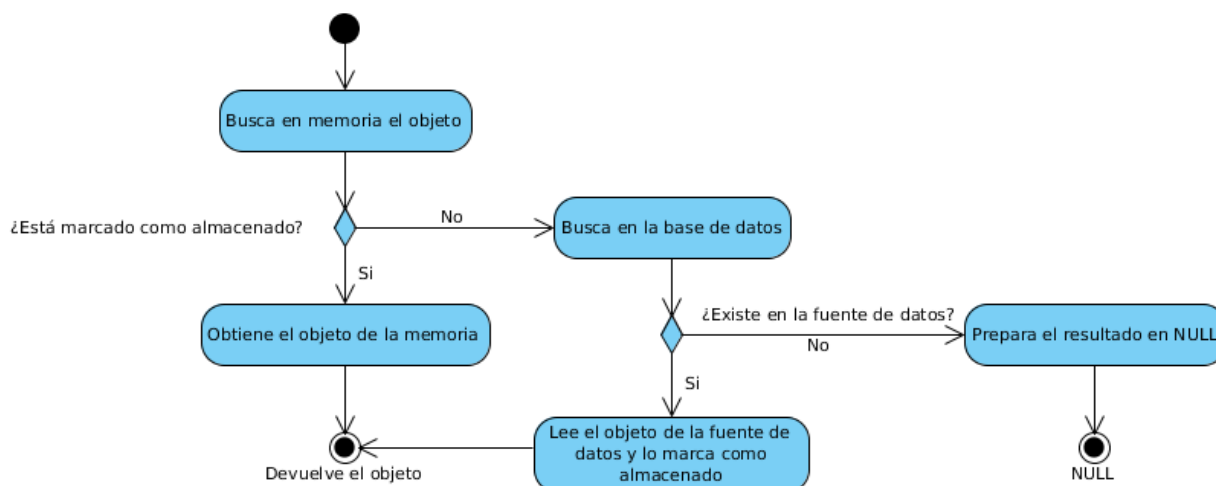 Busca en memoria el objeto
¿Está marcado como almacenado?
No
Busca en la base de datos
Si
¿Existe en la fuente de datos?
No
Obtiene el objeto de la memoria
Prepara el resultado en NULL
Si
Lee el objeto de la fuente de
datos y lo marca como
almacenado
Devuelve el objeto
NULL